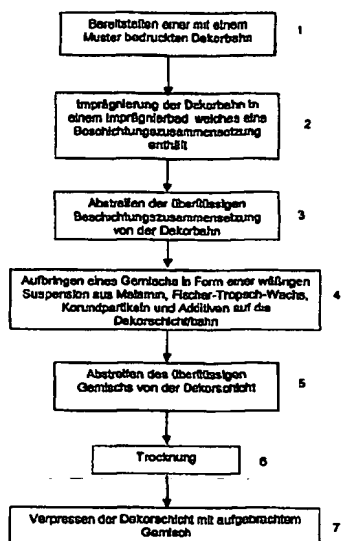 Bereitstellen einer mit einem
Muster bedruckten Dekorbahn
1
Imprägnierung der Dekorbahn in
einem Imprägnierbad welches eine
Beschichtungszusammensetzung
enthält
2
Abstreifen der überflüssigen
Beschichtungszusammensetzung
von der Dekorbahn
3
Aufbringen eines Gemischs in Form einer wäßrigen
Suspension aus Melamin, Fischer-Tropsch-Wachs,
Korundpartikeln und Additiven auf die
Dekorschicht/bahn
4
Abstreifen des überflüssigen
Gemischs von der Dekorschicht
5
Trocknung
6
Verpressen der Dekorschicht mit aufgebrachtem
Gemisch
7